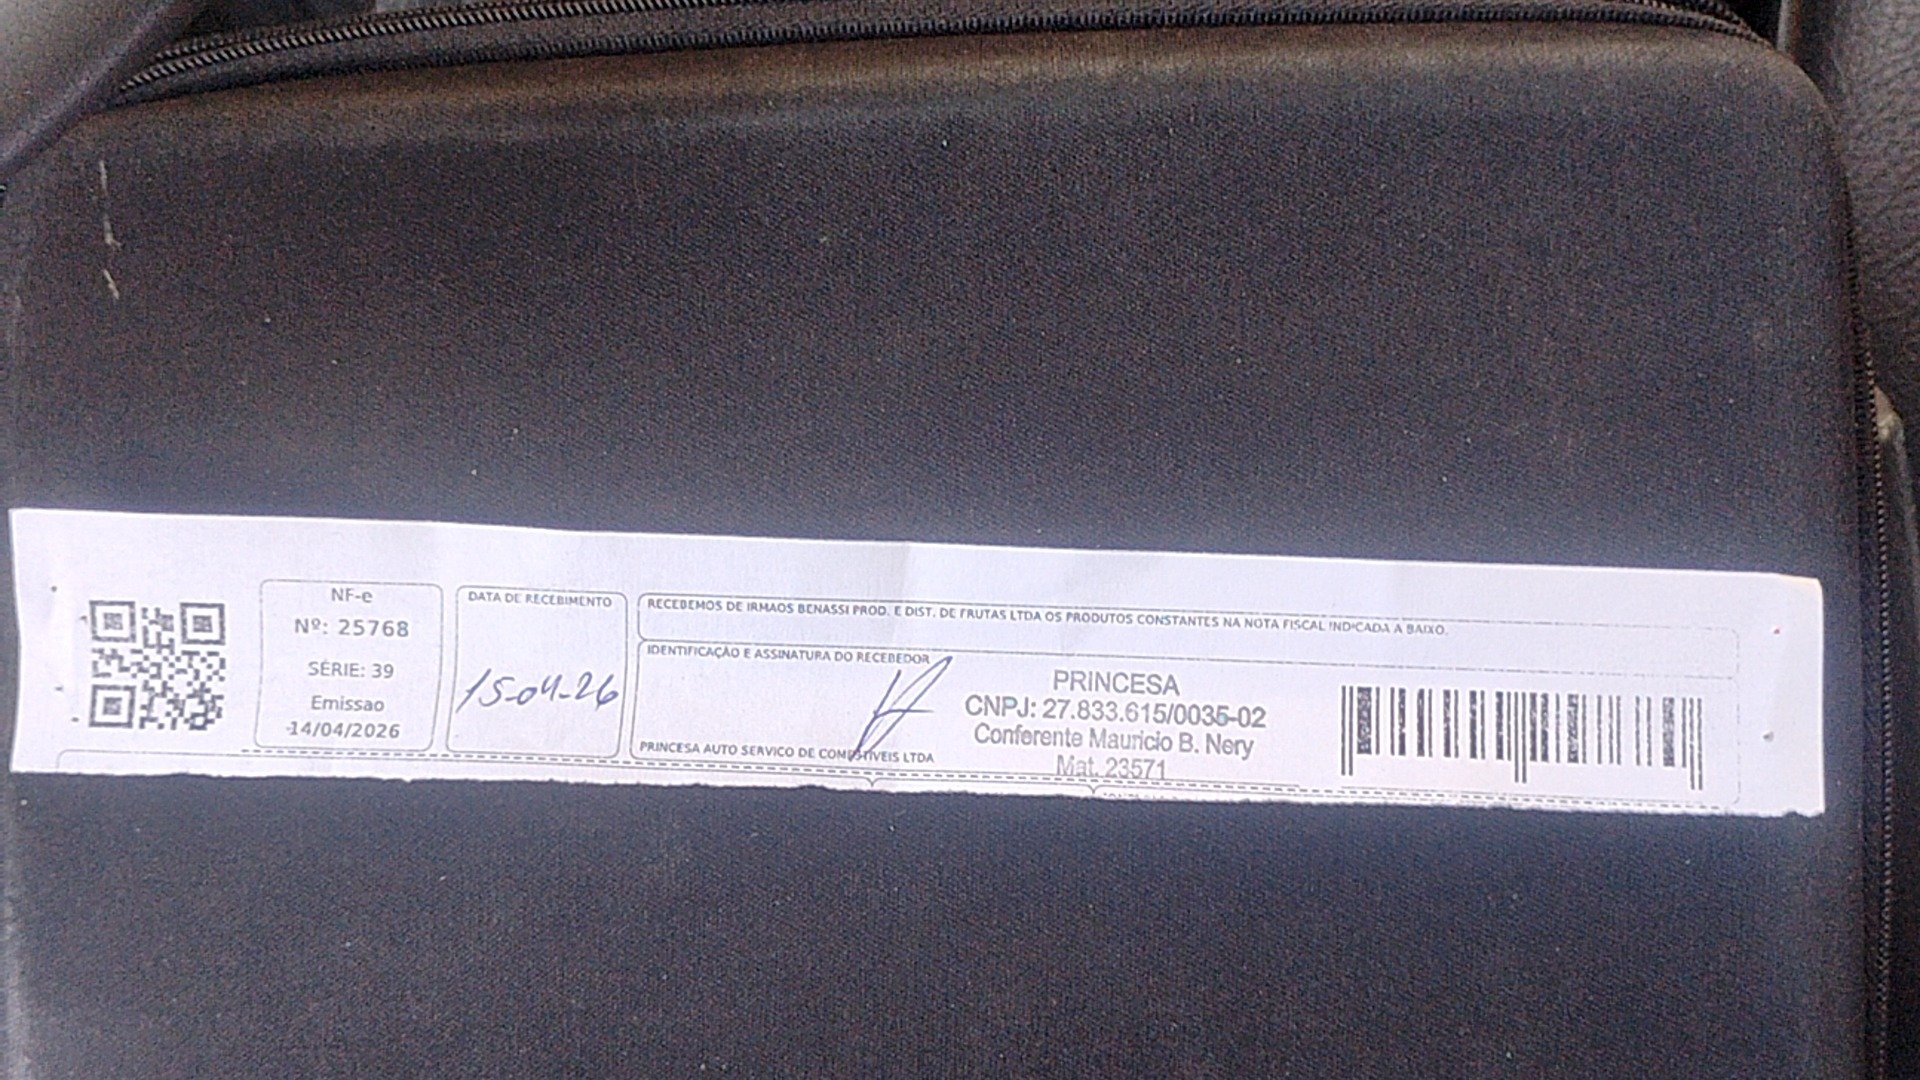 NF-e
Nº: 25768
SÉRIE: 39
Emissao
14/04/2026
DATA DE RECEBIMENTO
15-04-26
RECEBEMOS DE IRMAOS BENASSI PROD. E DIST. DE FRUTAS LTDA OS PRODUTOS CONSTANTES NA NOTA FISCAL INDICADA A BAIXO.
IDENTIFICAÇÃO E ASSINATURA DO RECEBEDOR
PRINCESA AUTO SERVICO DE COMESTIVEIS LTDA
PRINCESA
CNPJ: 27.833.615/0035-02
Conferente Mauricio B. Nery
Mat. 23571